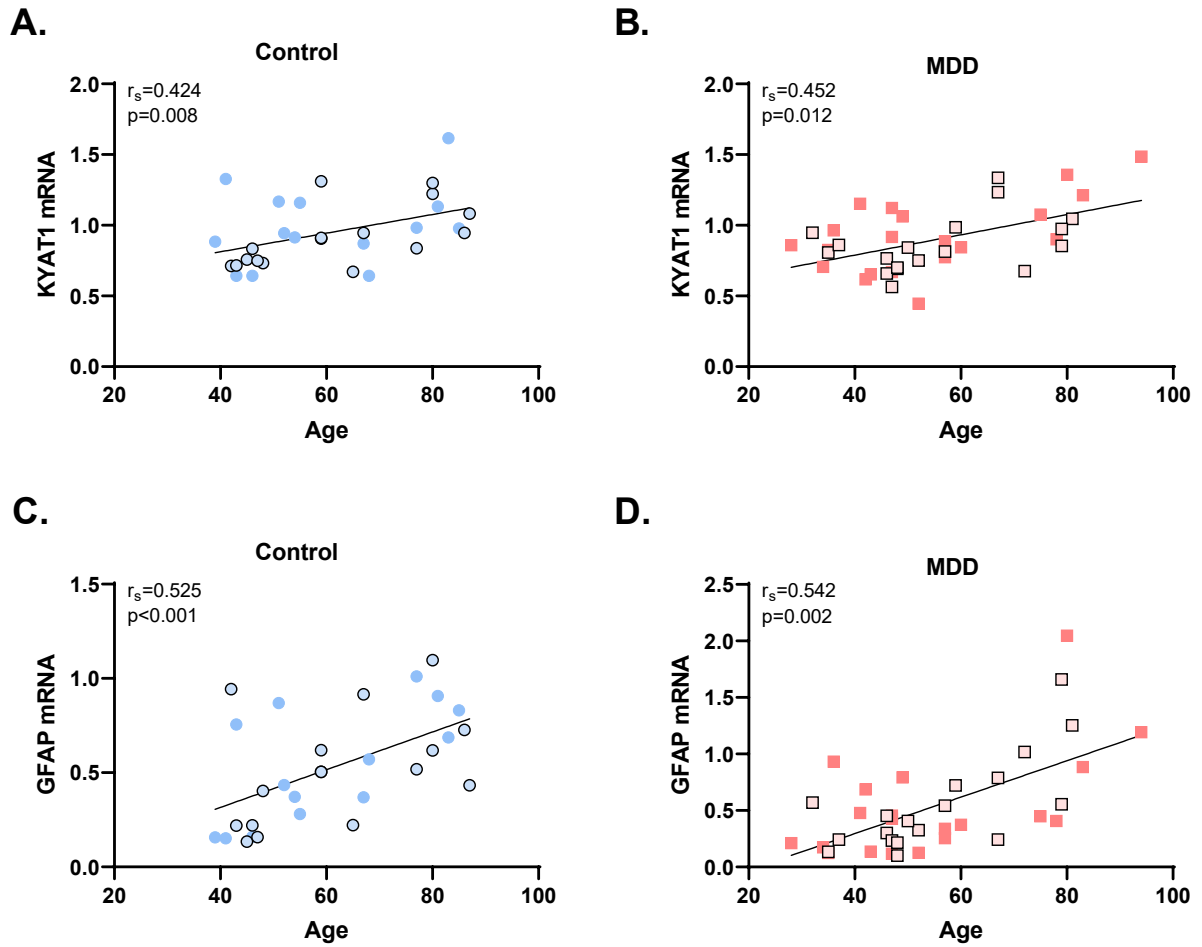 A.
Control
r_s=0.424
p=0.008
KYAT1 mRNA
2.0
1.5
1.0
0.5
0.0
20 40 60 80 100
Age
B.
MDD
r_s=0.452
p=0.012
KYAT1 mRNA
2.0
1.5
1.0
0.5
0.0
20 40 60 80 100
Age
C.
Control
r_s=0.525
p<0.001
GFAP mRNA
1.5
1.0
0.5
0.0
20 40 60 80 100
Age
D.
MDD
r_s=0.542
p=0.002
GFAP mRNA
2.5
2.0
1.5
1.0
0.5
0.0
20 40 60 80 100
Age